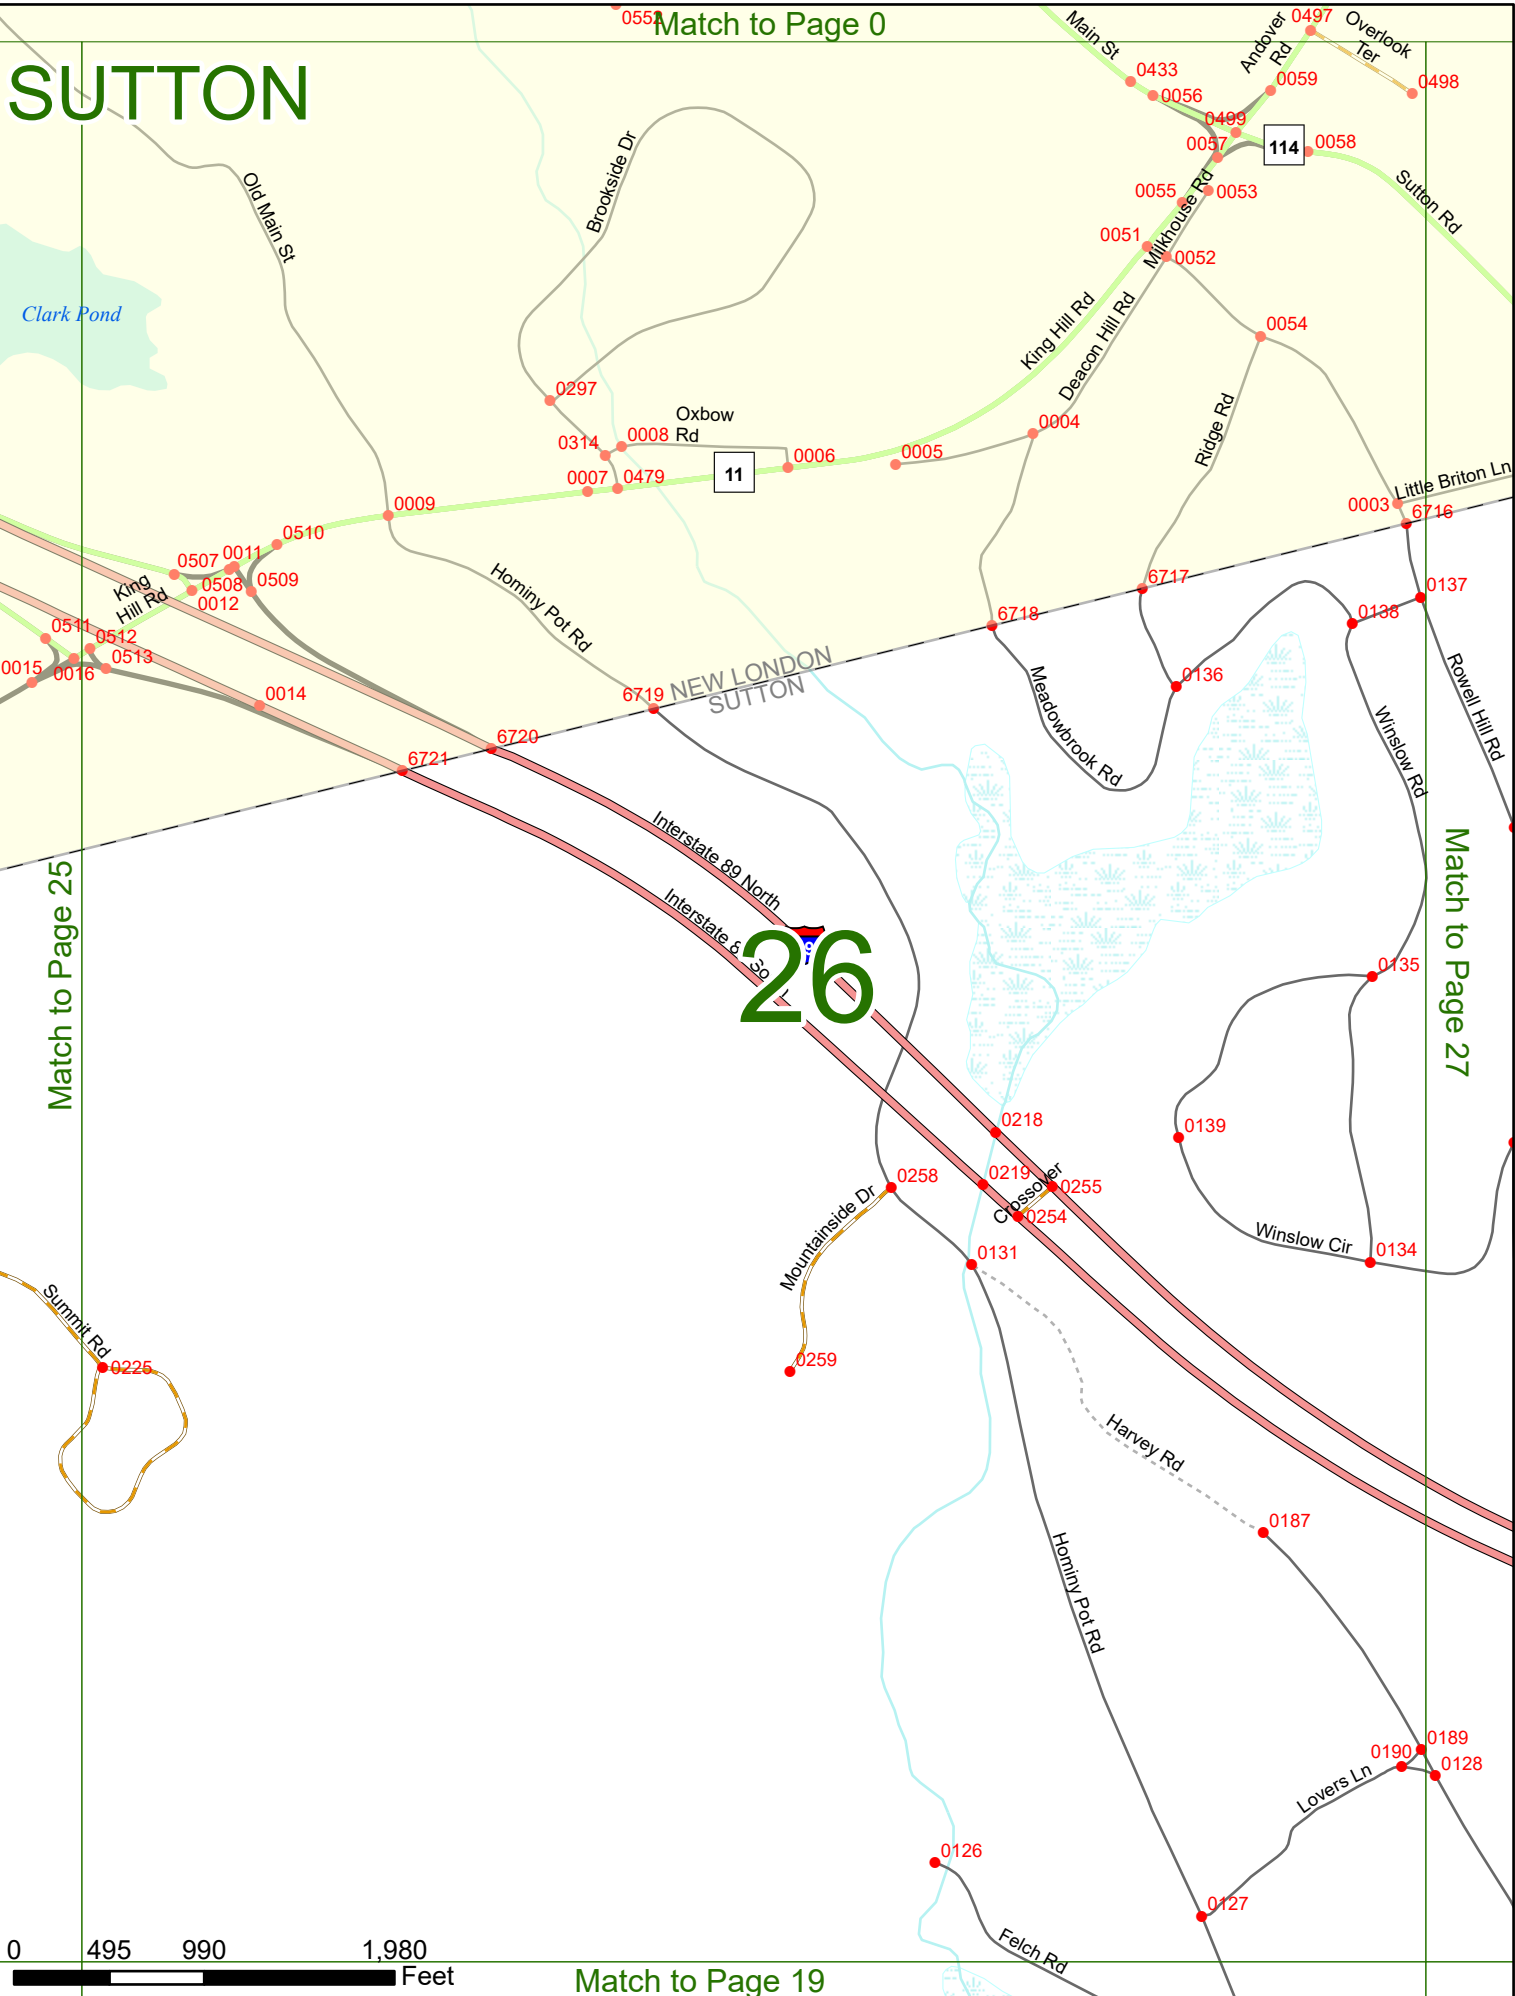 0552
Match to Page 0
SUTTON
Main St
Andover
Rd
0497
Overlook
Ter
0433
0056
0059
0498
0499
0057
114
0058
Brookside Dr
Old Main St
0055
0053
Milkhouse Rd
Sutton Rd
0051
0052
Clark Pond
King Hill Rd
Deacon Hill Rd
0054
0297
Oxbow
Rd
Ridge Rd
0314
0008
0004
0006
0005
11
0007
0479
0009
0003
Little Briton Ln
6716
0510
0507
0011
King
Hill Rd
0508
0509
0012
Hominy Pot Rd
6717
0137
0138
6718
0511
0512
0513
0015
0016
NEW LONDON
SUTTON
6719
0136
0014
Meadowbrook Rd
Rowell Hill Rd
Winslow Rd
6720
6721
Interstate 89 North
Match to Page 25
Match to Page 27
26
0135
0218
0139
0258
0219
Crossover
0255
0254
Mountainside Dr
Winslow Cir
0131
0134
Summit Rd
0225
0259
Harvey Rd
0187
Hominy Pot Rd
0189
0190
0128
Lovers Ln
0126
0127
Felch Rd
0 495 990 1,980
Feet
Match to Page 19